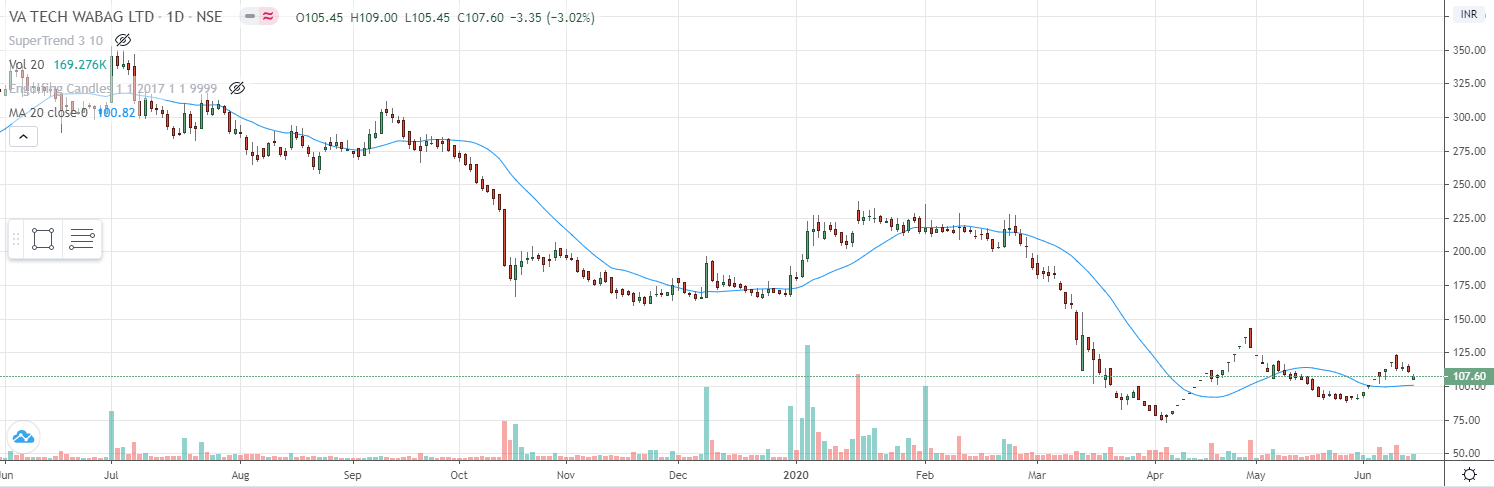 VA TECH WABAG LTD · 1D · NSE O105.45 H109.00 L105.45 C107.60 −3.35 (−3.02%)
INR
SuperTrend 3 10
Vol 20 169.276K
Engulfing Candles 1 1 2017 1 1 9999
MA 20 close 0 100.82
350.00
325.00
300.00
275.00
250.00
225.00
200.00
175.00
150.00
125.00
107.60
100.00
75.00
50.00
Jun Jul Aug Sep Oct Nov Dec 2020 Feb Mar Apr May Jun